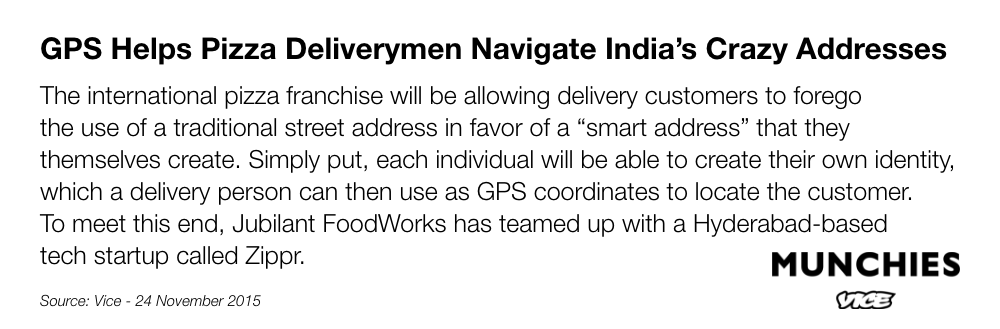 GPS Helps Pizza Deliverymen Navigate India’s Crazy Addresses
The international pizza franchise will be allowing delivery customers to forego
the use of a traditional street address in favor of a “smart address” that they
themselves create. Simply put, each individual will be able to create their own identity,
which a delivery person can then use as GPS coordinates to locate the customer.
To meet this end, Jubilant FoodWorks has teamed up with a Hyderabad-based
tech startup called Zippr.
MUNCHIES
VICE
Source: Vice - 24 November 2015